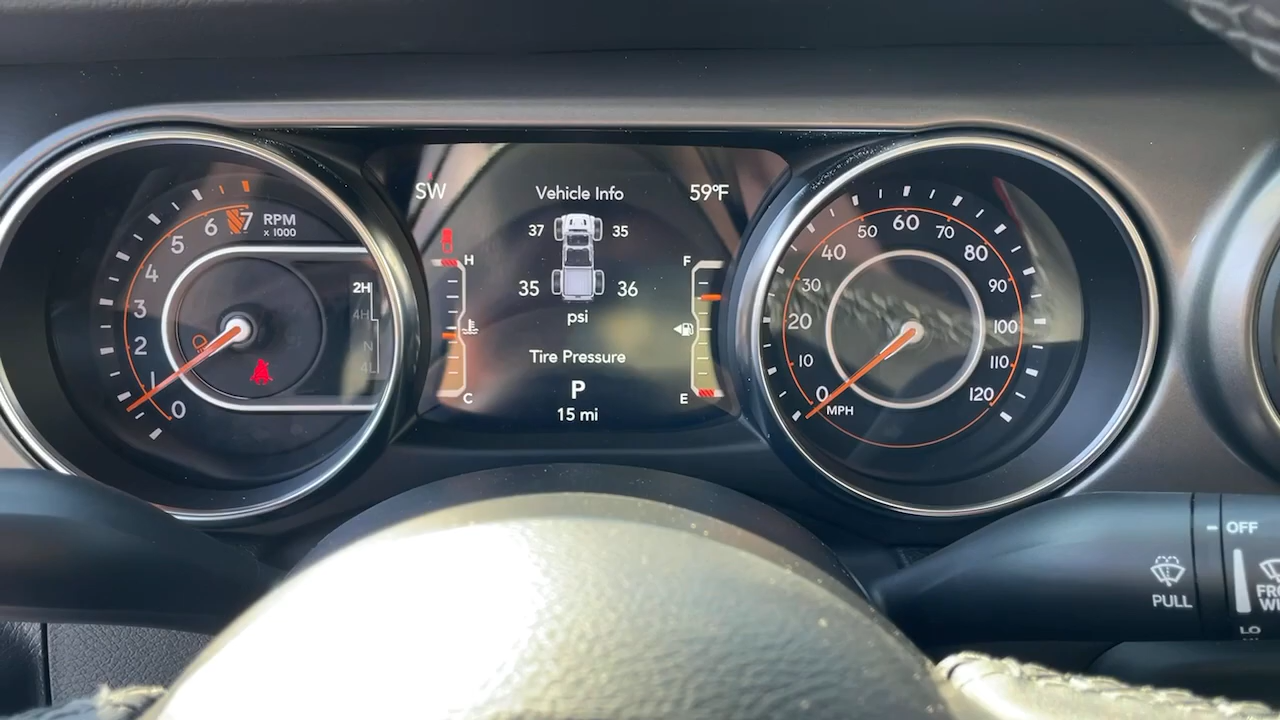 SW
Vehicle Info
59°F
37
35
35
36
psi
Tire Pressure
P
15 mi
H
C
F
E
RPM
x 1000
7
6
5
4
3
2
1
0
2H
4H
N
4L
0
10
20
30
40
50
60
70
80
90
100
110
120
MPH
OFF
PULL
LO